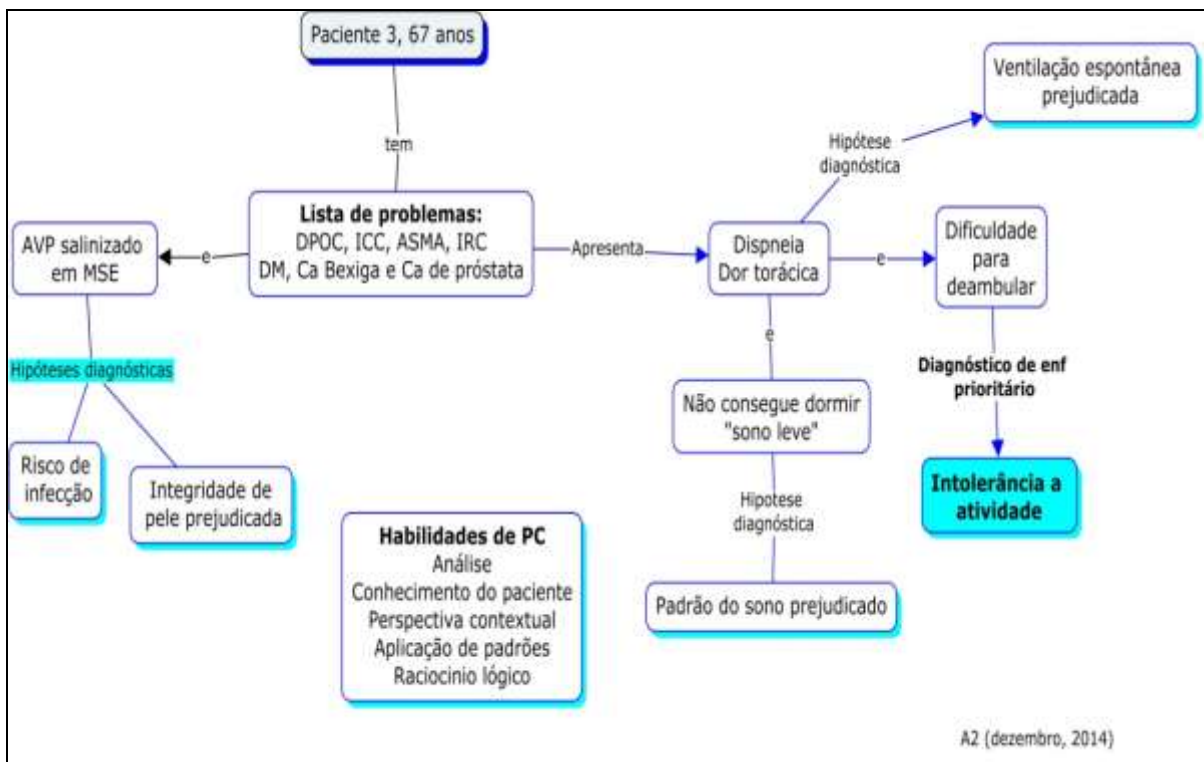 Paciente 3, 67 anos
tem
Lista de problemas:
DPOC, ICC, ASMA, IRC
DM, Ca Bexiga e Ca de próstata
e
AVP salinizado
em MSE
Hipóteses diagnósticas
Risco de
infecção
Integridade de
pele prejudicada
Apresenta
Dispneia
Dor torácica
Hipótese
diagnóstica
Ventilação espontânea
prejudicada
e
Dificuldade
para
deambular
Diagnóstico de enf
prioritário
Intolerância a
atividade
e
Não consegue dormir
"sono leve"
Hipotese
diagnóstica
Padrão do sono prejudicado
Habilidades de PC
Análise
Conhecimento do paciente
Perspectiva contextual
Aplicação de padrões
Raciocinio lógico
A2 (dezembro, 2014)